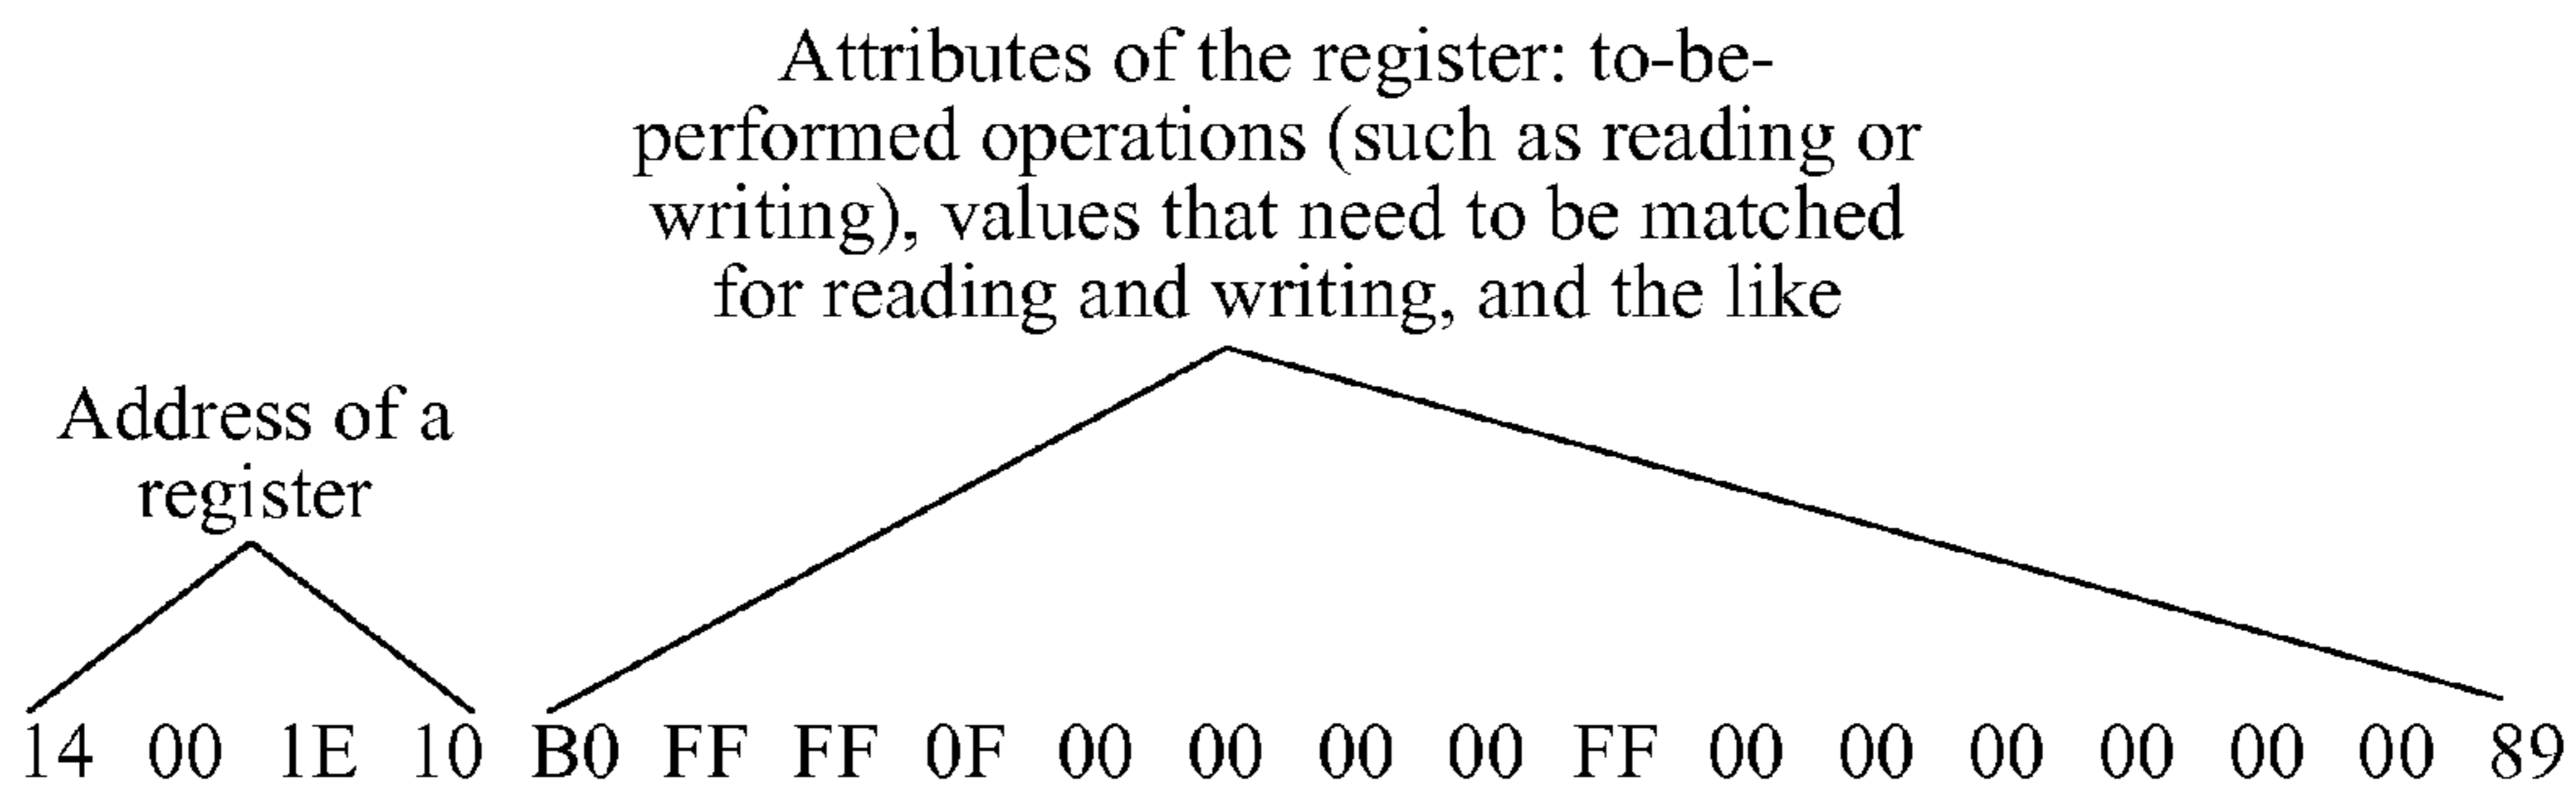 Attributes of the register: to-be-
performed operations (such as reading or
writing), values that need to be matched
for reading and writing, and the like
Address of a
register
14 00 1E 10 B0 FF FF 0F 00 00 00 00 FF 00 00 00 00 00 00 89